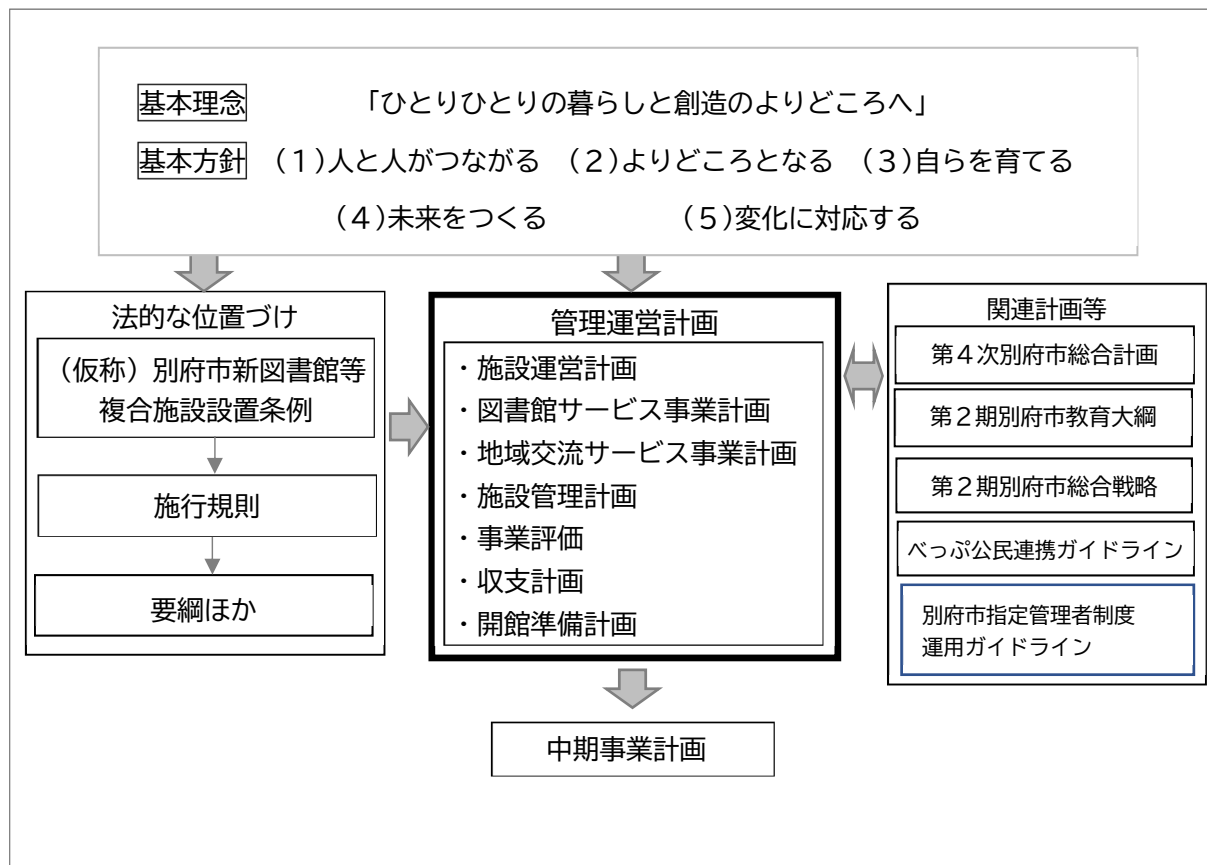 基本理念 「ひとりひとりの暮らしと創造のよりどころへ」
基本方針 （１）人と人がつながる （２）よりどころとなる （３）自らを育てる
（４）未来をつくる （５）変化に対応する
法的な位置づけ
（仮称）別府市新図書館等
複合施設設置条例
施行規則
要綱ほか
管理運営計画
・施設運営計画
・図書館サービス事業計画
・地域交流サービス事業計画
・施設管理計画
・事業評価
・収支計画
・開館準備計画
関連計画等
第４次別府市総合計画
第２期別府市教育大綱
第２期別府市総合戦略
べっぷ公民連携ガイドライン
別府市指定管理者制度
運用ガイドライン
中期事業計画